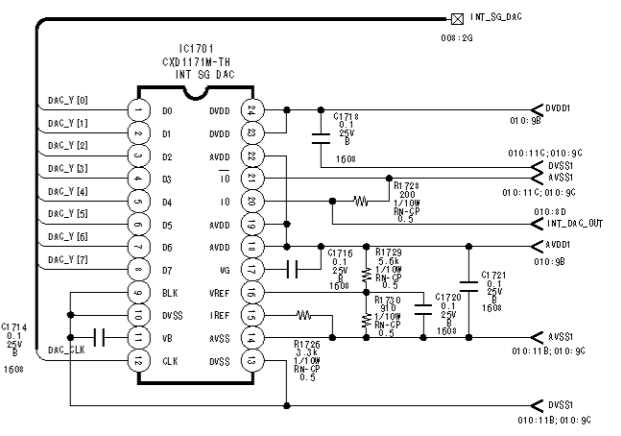 INT_SG_DAC
008:2G
IC1701
CXD1171M-TH
INT SG DAC
DAC_Y [0]
1
D0
DVDD
24
DVDD1
010:9B
DAC_Y [1]
2
D1
DVDD
23
C1718
0.1
25V
B
1608
DAC_Y [2]
3
D2
AVDD
22
010:11C;010:9C
DVSS1
DAC_Y [3]
4
D3
IO
21
AVSS1
010:11C;010:9C
DAC_Y [4]
5
D4
IO
20
R1728
200
1/10W
RN-CP
0.5
010:8D
INT_DAC_OUT
DAC_Y [5]
6
D5
AVDD
19
DAC_Y [6]
7
D6
AVDD
18
AVDD1
010:9B
DAC_Y [7]
8
D7
VG
17
C1716
0.1
25V
B
1608
R1729
5.6k
1/10W
RN-CP
0.5
C1721
0.1
25V
B
1608
9
BLK
VREF
16
R1730
910
1/10W
RN-CP
0.5
C1720
0.1
25V
B
1608
10
DVSS
IREF
15
C1714
0.1
25V
B
1608
11
VB
AVSS
14
AVSS1
010:11B;010:9C
R1726
3.3k
1/10W
RN-CP
0.5
DAC_CLK
12
CLK
DVSS
13
DVSS1
010:11B;010:9C